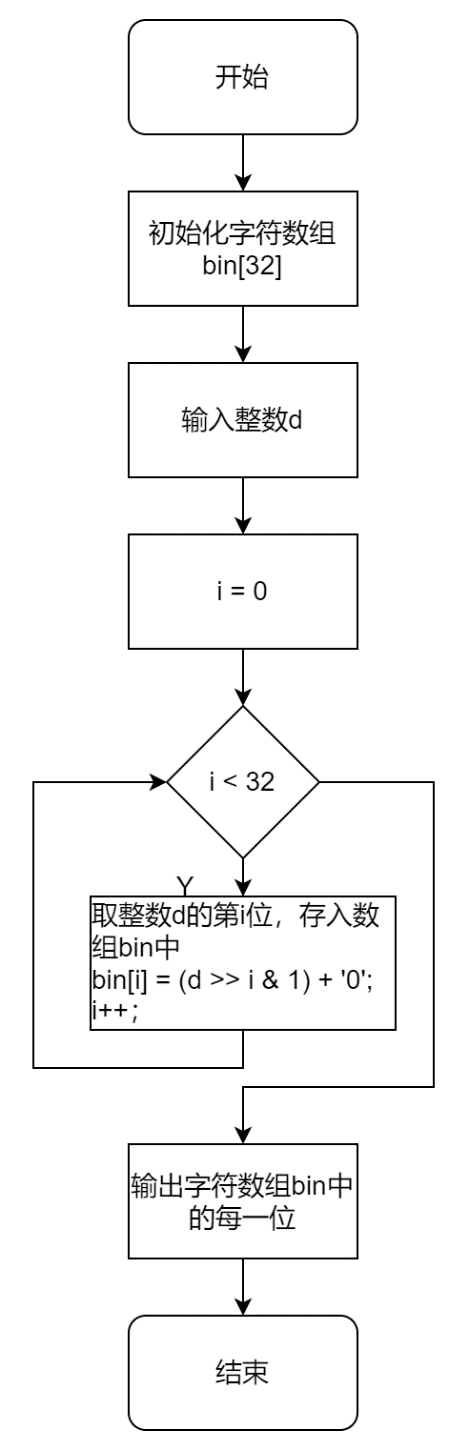 开始
初始化字符数组
bin[32]
输入整数d
i = 0
i < 32
Y
取整数d的第i位，存入数
组bin中
bin[i] = (d >> i & 1) + '0';
i++；
输出字符数组bin中
的每一位
结束